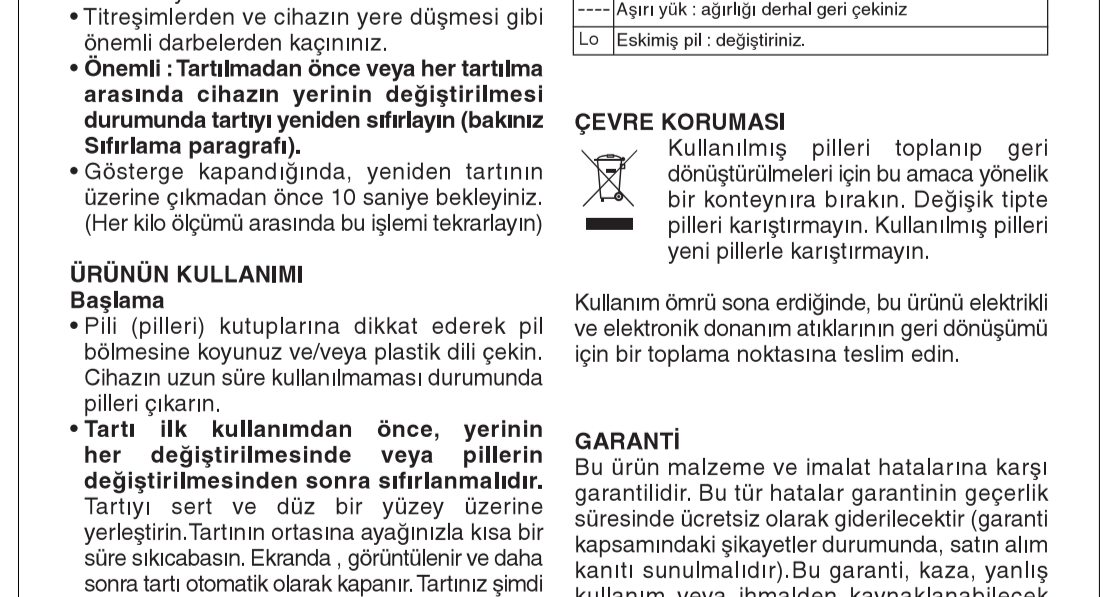 • Titreşimlerden ve cihazın yere düşmesi gibi
önemli darbelerden kaçınınız.
• Önemli : Tartılmadan önce veya her tartılma
arasında cihazın yerinin değiştirilmesi
durumunda tartıyı yeniden sıfırlayın (bakınız
Sıfırlama paragrafı).
• Gösterge kapandığında, yeniden tartının
üzerine çıkmadan önce 10 saniye bekleyiniz.
(Her kilo ölçümü arasında bu işlemi tekrarlayın)
ÜRÜNÜN KULLANIMI
Başlama
• Pili (pilleri) kutuplarına dikkat ederek pil
bölmesine koyunuz ve/veya plastik dili çekin.
Cihazın uzun süre kullanılmaması durumunda
pilleri çıkarın.
• Tartı ilk kullanımdan önce, yerinin
her değiştirilmesinde veya pillerin
değiştirilmesinden sonra sıfırlanmalıdır.
Tartıyı sert ve düz bir yüzey üzerine
yerleştirin.Tartının ortasına ayağınızla kısa bir
süre sıkıcabasın. Ekranda , görüntülenir ve daha
sonra tartı otomatik olarak kapanır. Tartınız şimdi
---- Aşırı yük : ağırlığı derhal geri çekiniz
Lo Eskimiş pil : değiştiriniz.
ÇEVRE KORUMASI
Kullanılmış pilleri toplanıp geri
dönüştürülmeleri için bu amaca yönelik
bir konteynıra bırakın. Değişik tipte
pilleri karıştırmayın. Kullanılmış pilleri
yeni pillerle karıştırmayın.
Kullanım ömrü sona erdiğinde, bu ürünü elektrikli
ve elektronik donanım atıklarının geri dönüşümü
için bir toplama noktasına teslim edin.
GARANTİ
Bu ürün malzeme ve imalat hatalarına karşı
garantilidir. Bu tür hatalar garantinin geçerlik
süresinde ücretsiz olarak giderilecektir (garanti
kapsamındaki şikayetler durumunda, satın alım
kanıtı sunulmalıdır).Bu garanti, kaza, yanlış
kullanım veya ihmalden kaynaklanabilecek